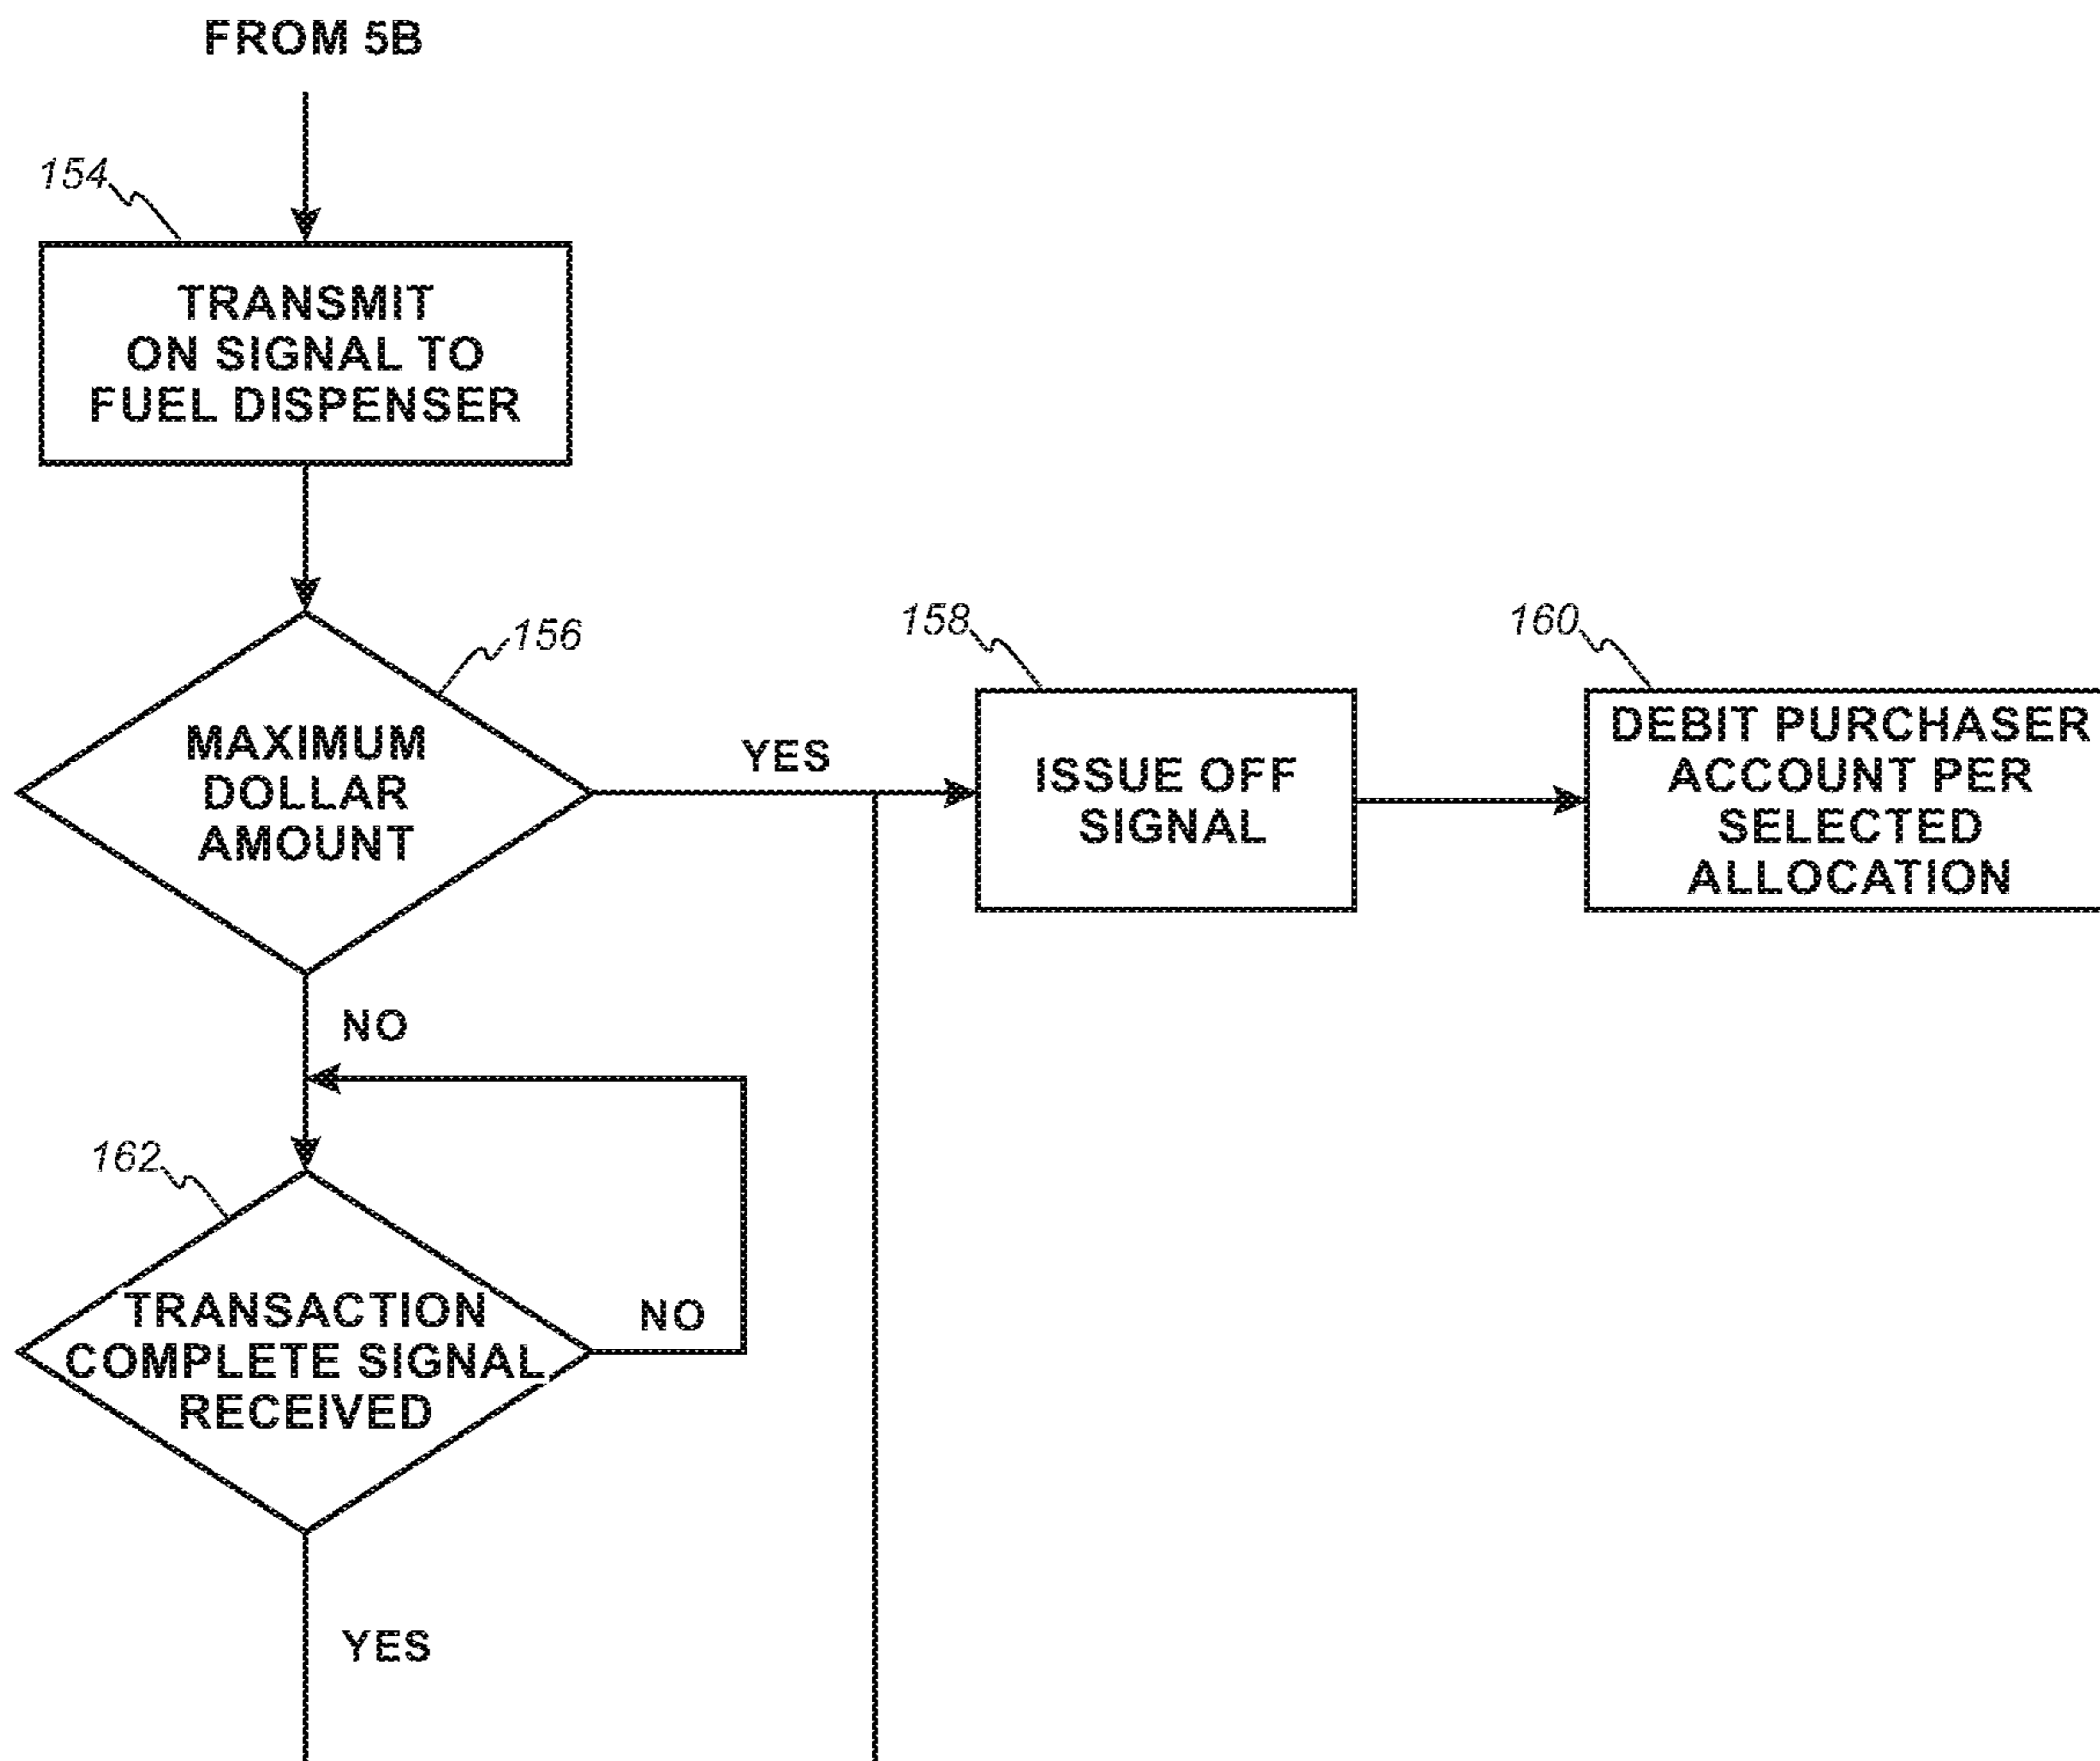 FROM 5B
154
TRANSMIT
ON SIGNAL TO
FUEL DISPENSER
156
MAXIMUM
DOLLAR
AMOUNT
YES
158
ISSUE OFF
SIGNAL
160
DEBIT PURCHASER
ACCOUNT PER
SELECTED
ALLOCATION
NO
162
TRANSACTION
COMPLETE SIGNAL
RECEIVED
NO
YES